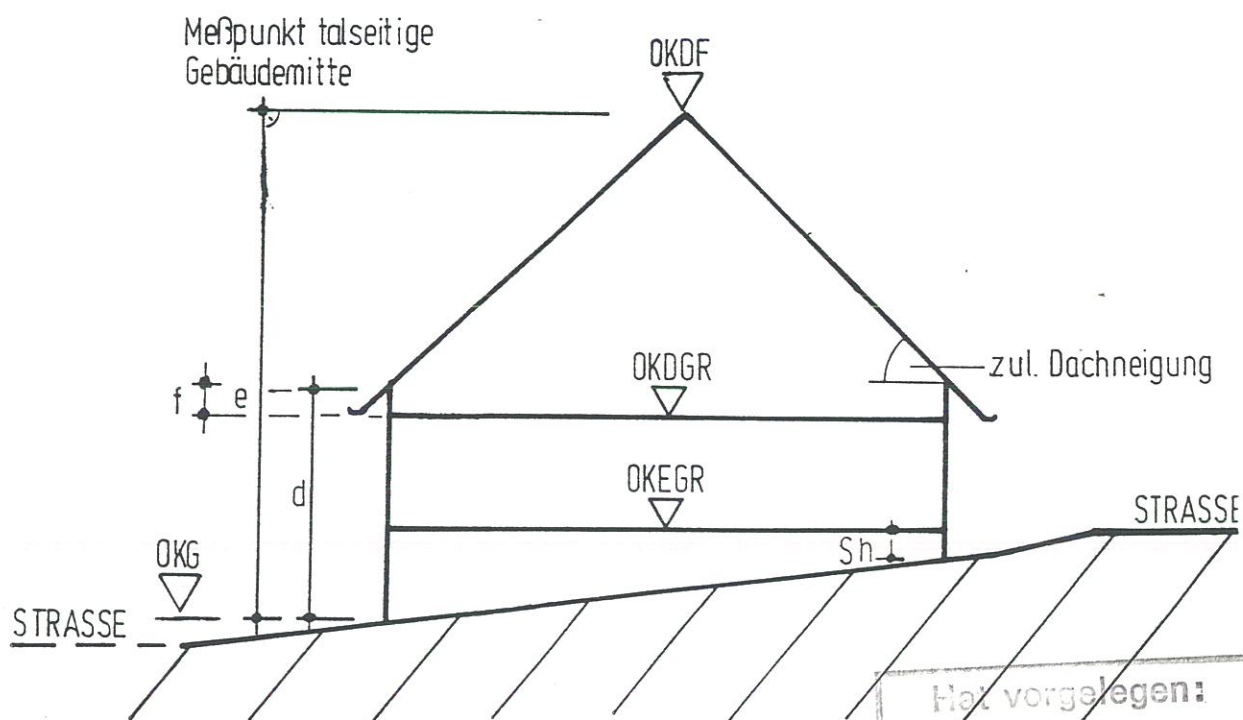 Meßpunkt talseitige
Gebäudemitte
OKDF
f
e
OKDGR
zul. Dachneigung
d
OKEGR
STRASSE
Sh
OKG
STRASSE
Hat vorgelegen: